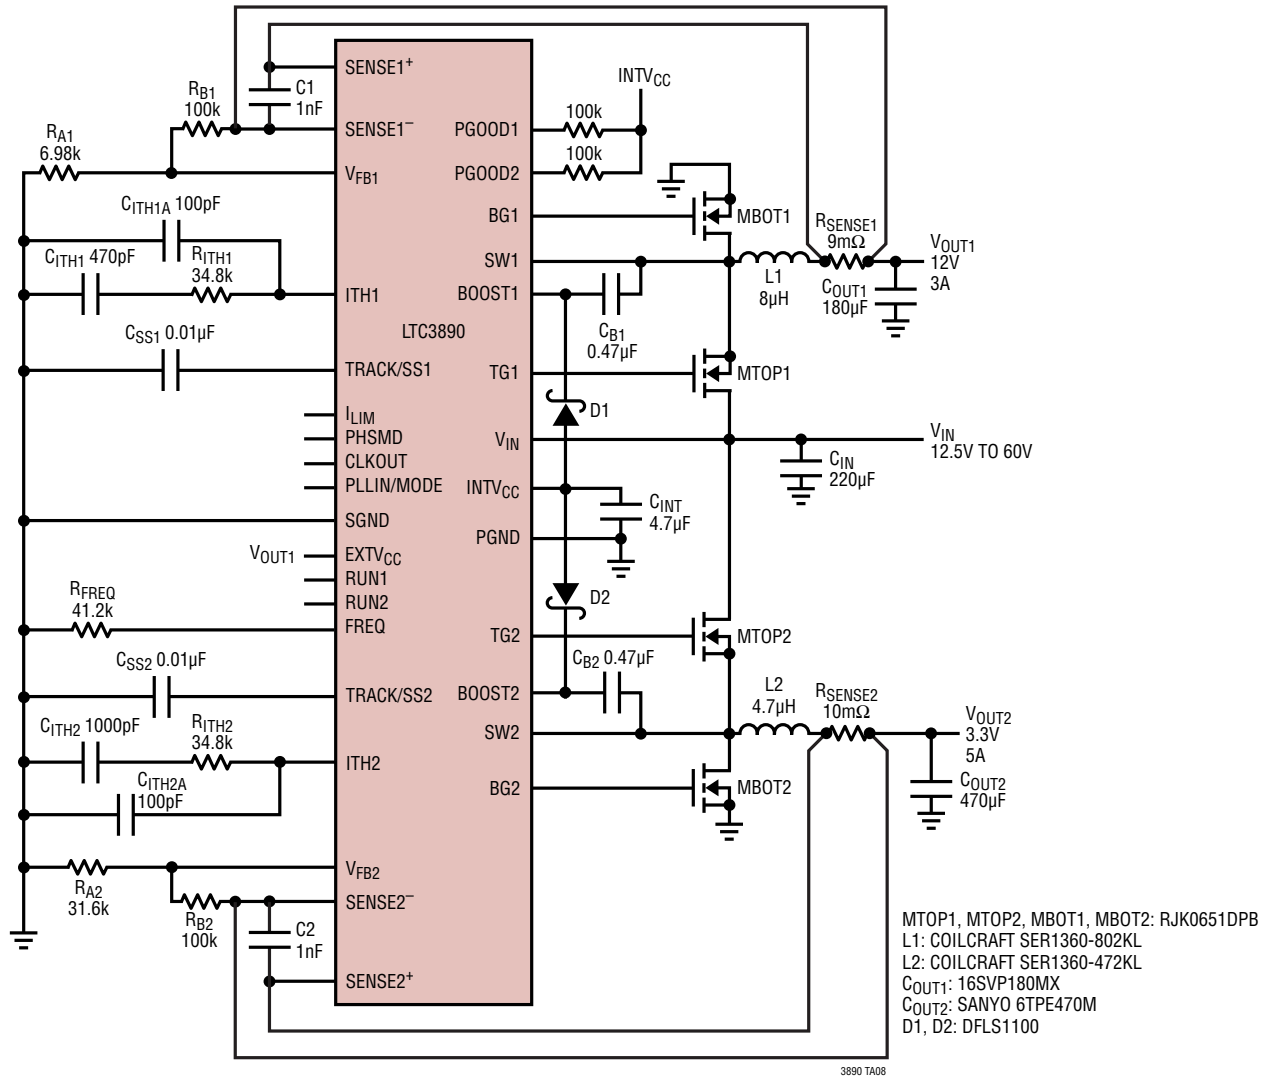 SENSE1+
RB1
100k
C1
1nF
INTVCC
RA1
6.98k
SENSE1–
PGOOD1
100k
VFB1
PGOOD2
100k
CITH1A 100pF
BG1
MBOT1
RSENSE1
9mΩ
CITH1 470pF
RITH1
34.8k
SW1
L1
8µH
VOUT1
12V
3A
COUT1
180µF
ITH1
BOOST1
CB1
0.47µF
CSS1 0.01µF
LTC3890
TRACK/SS1
TG1
MTOP1
ILIM
D1
PHSMD
VIN
VIN
12.5V TO 60V
CLKOUT
CIN
220µF
PLLIN/MODE
INTVCC
CINT
4.7µF
SGND
PGND
VOUT1
EXTVCC
RUN1
RUN2
D2
RFREQ
41.2k
FREQ
TG2
MTOP2
CSS2 0.01µF
CB2 0.47µF
TRACK/SS2
BOOST2
L2
4.7µH
RSENSE2
10mΩ
CITH2 1000pF
RITH2
34.8k
SW2
VOUT2
3.3V
5A
ITH2
CITH2A
100pF
BG2
MBOT2
COUT2
470µF
VFB2
RA2
31.6k
SENSE2–
RB2
100k
C2
1nF
SENSE2+
MTOP1, MTOP2, MBOT1, MBOT2: RJK0651DPB
L1: COILCRAFT SER1360-802KL
L2: COILCRAFT SER1360-472KL
COUT1: 16SVP180MX
COUT2: SANYO 6TPE470M
D1, D2: DFLS1100
3890 TA08